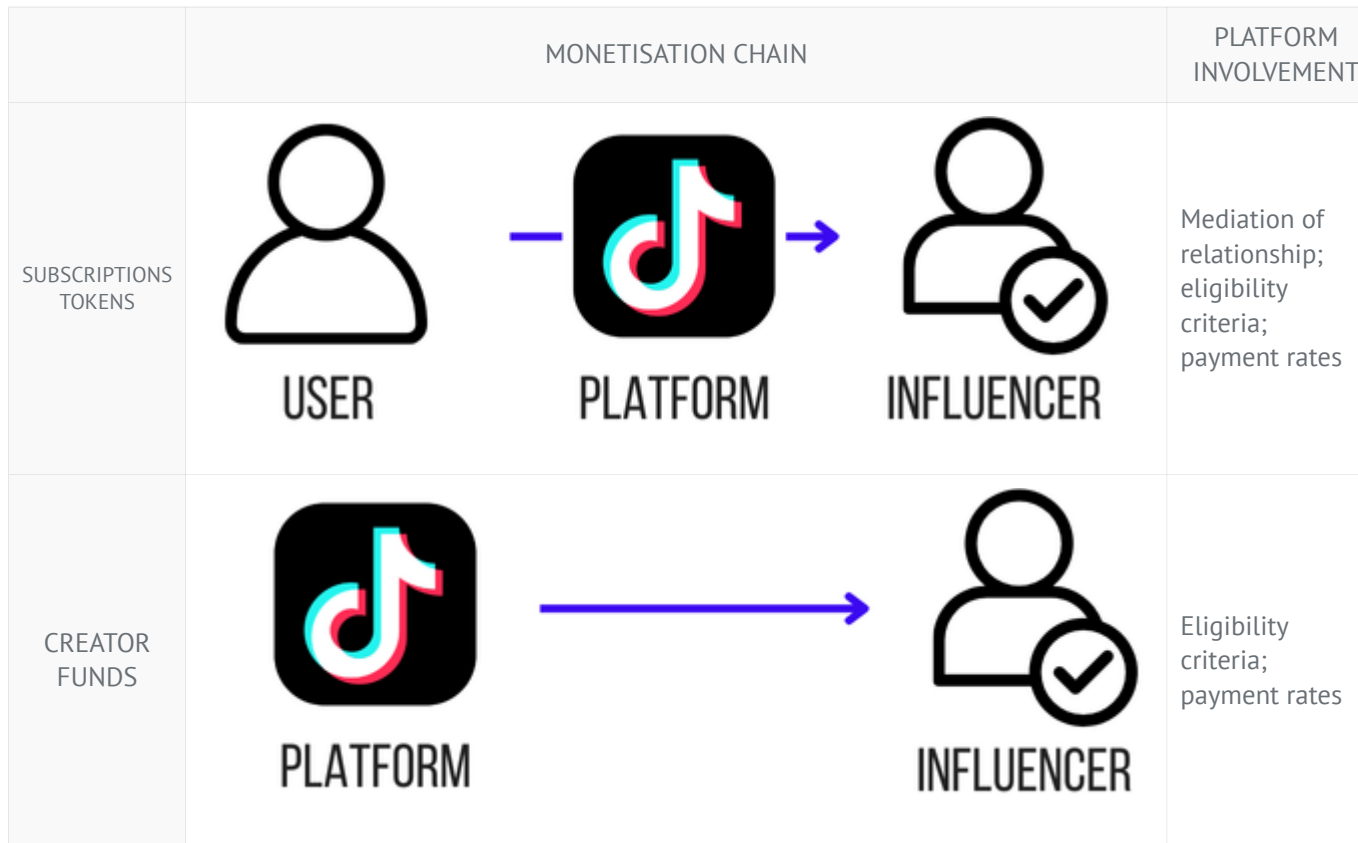 MONETISATION CHAIN
PLATFORM
INVOLVEMENT
SUBSCRIPTIONS
TOKENS
USER
PLATFORM
INFLUENCER
Mediation of
relationship;
eligibility
criteria;
payment rates
CREATOR
FUNDS
PLATFORM
INFLUENCER
Eligibility
criteria;
payment rates